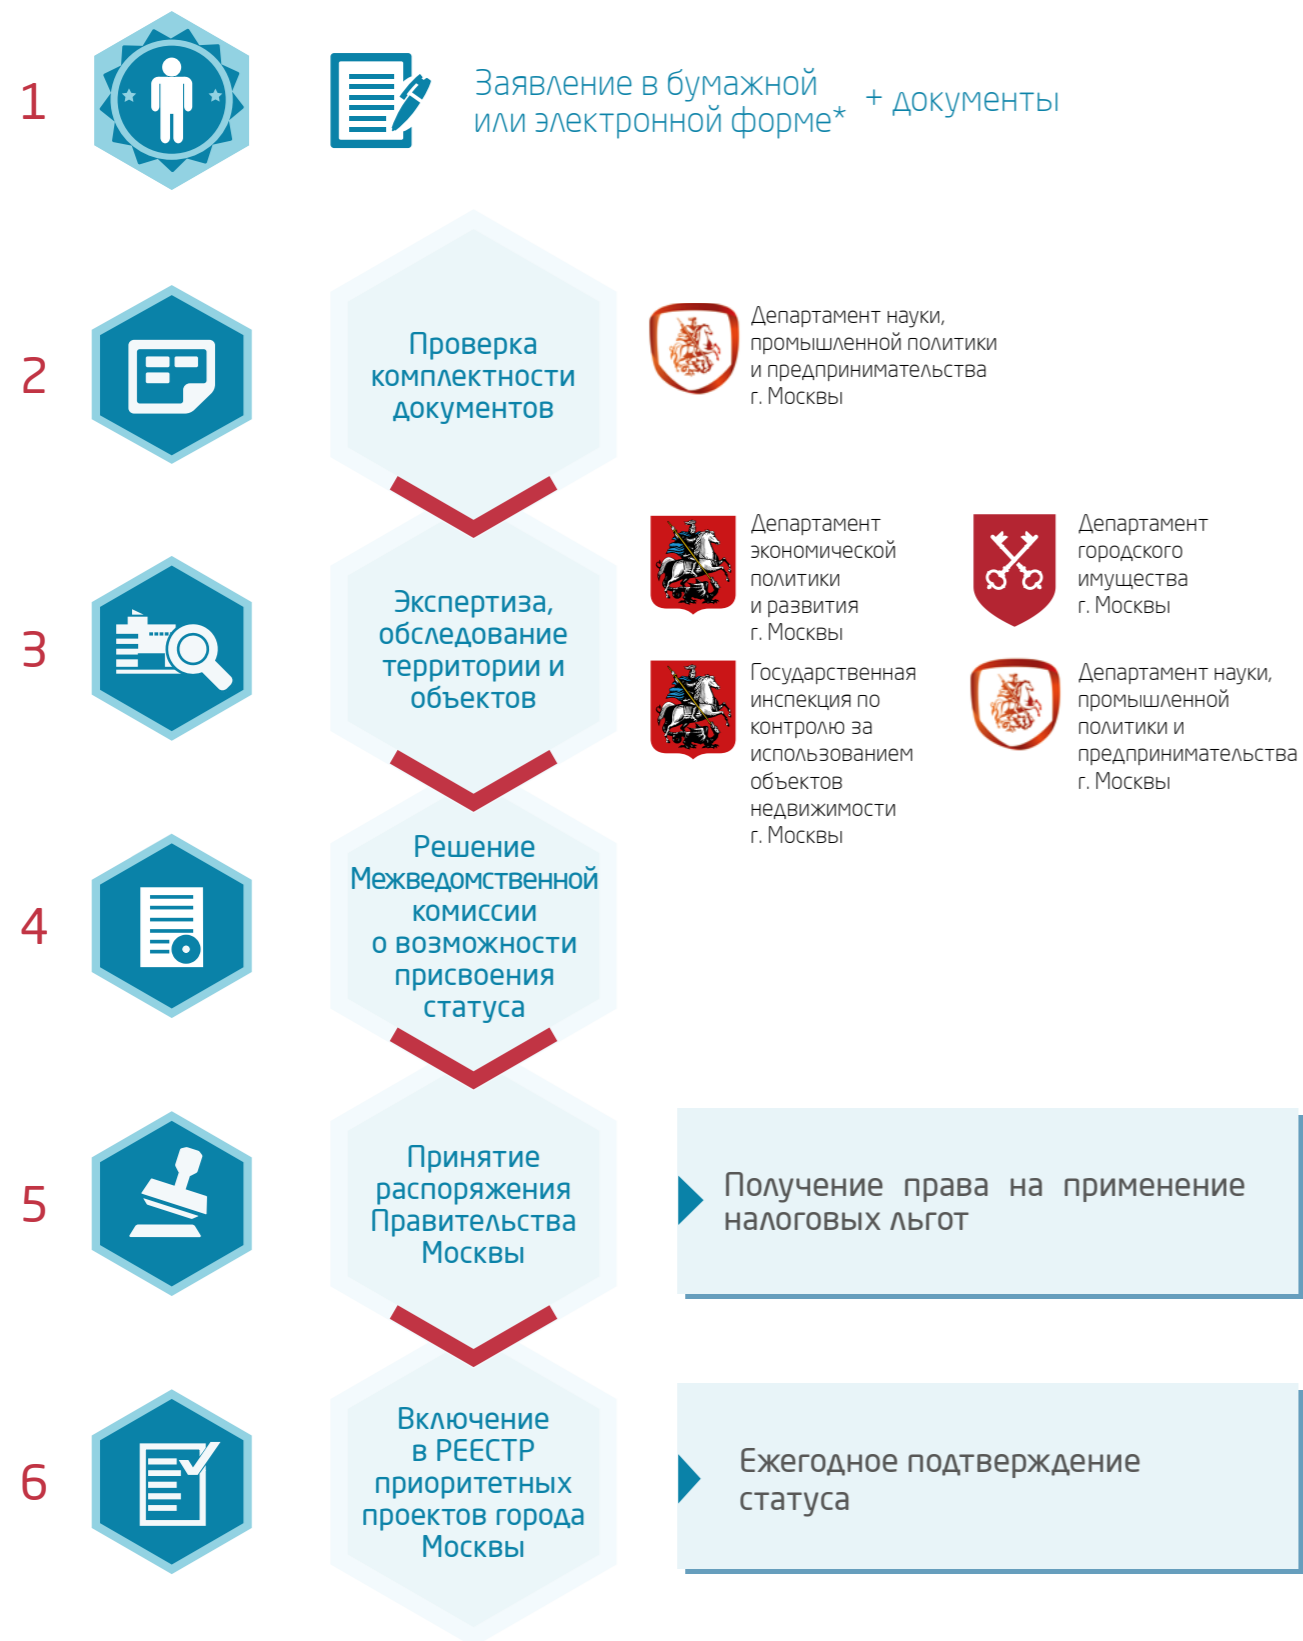 1
Заявление в бумажной
или электронной форме*
+ документы
2
Проверка
комплектности
документов
Департамент науки,
промышленной политики
и предпринимательства
г. Москвы
3
Экспертиза,
обследование
территории и
объектов
Департамент
экономической
политики
и развития
г. Москвы
Департамент
городского
имущества
г. Москвы
Государственная
инспекция по
контролю за
использованием
объектов
недвижимости
г. Москвы
Департамент науки,
промышленной
политики и
предпринимательства
г. Москвы
4
Решение
Межведомственной
комиссии
о возможности
присвоения
статуса
5
Принятие
распоряжения
Правительства
Москвы
Получение права на применение
налоговых льгот
6
Включение
в РЕЕСТР
приоритетных
проектов города
Москвы
Ежегодное подтверждение
статуса